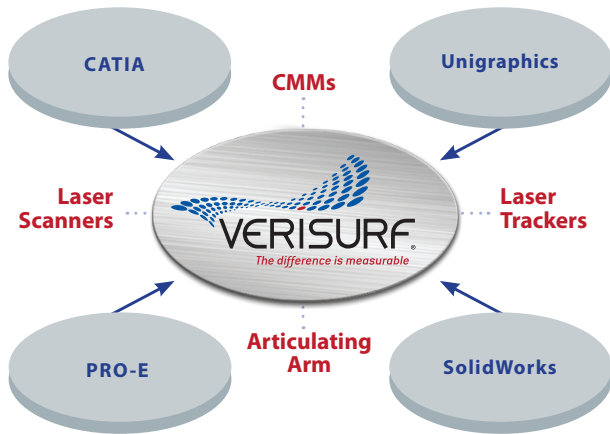 CATIA
Unigraphics
CMMs
Laser
Scanners
VERISURF®
The difference is measurable
Laser
Trackers
Articulating
Arm
PRO-E
SolidWorks